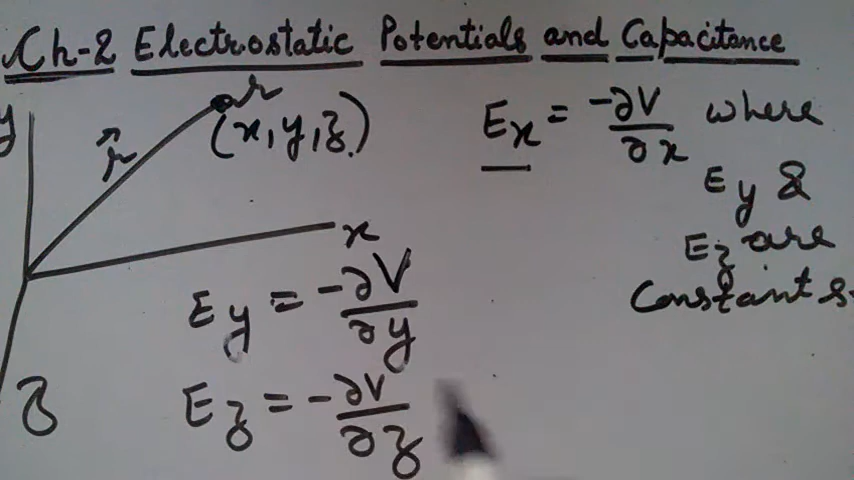 Ch-2 Electrostatic Potentials and Capacitance
y
r
(x, y, z)
r⃗
x
z
Ex = -∂V/∂x where
Ey &
Ez are
Constants.
Ey = -∂V/∂y
Ez = -∂V/∂z